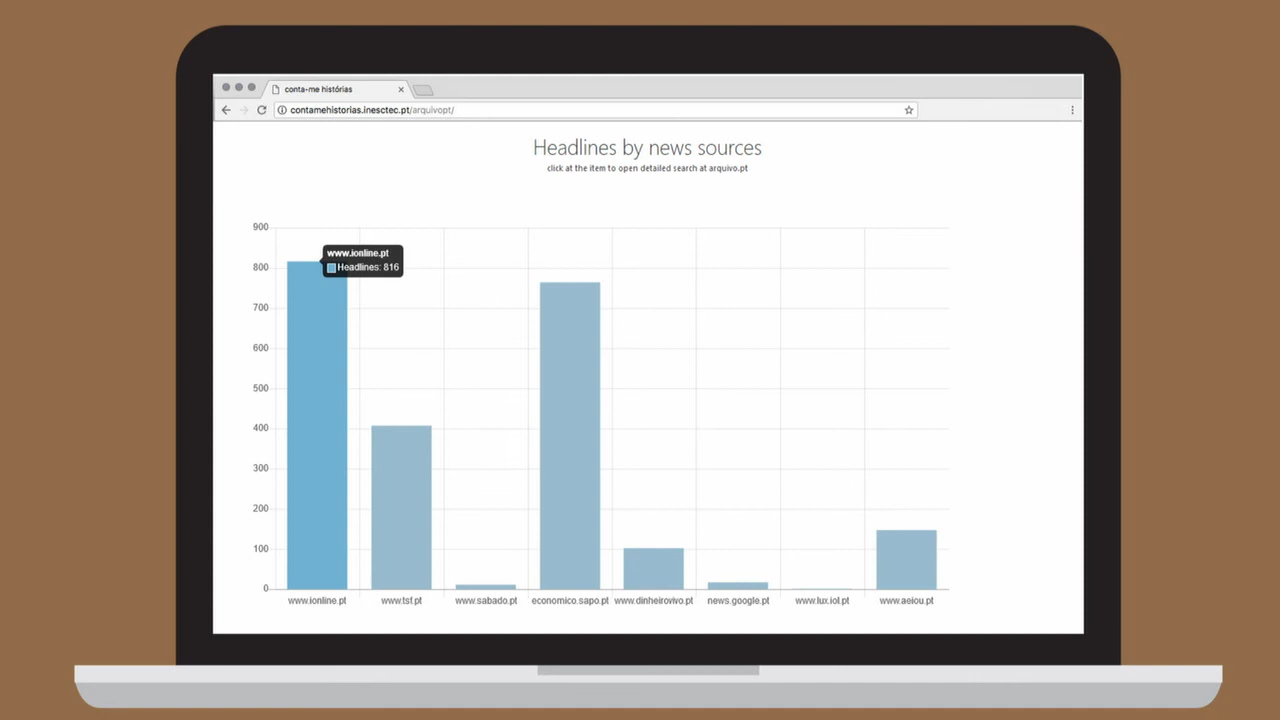 conta-me histórias
contamehistorias.inesctec.pt/arquivopt/
Headlines by news sources
click at the item to open detailed search at arquivo.pt
900
800
700
600
500
400
300
200
100
0
www.ionline.pt
Headlines: 816
www.ionline.pt
www.tsf.pt
www.sabado.pt
economico.sapo.pt
www.dinheirovivo.pt
news.google.pt
www.lux.iol.pt
www.aeiou.pt